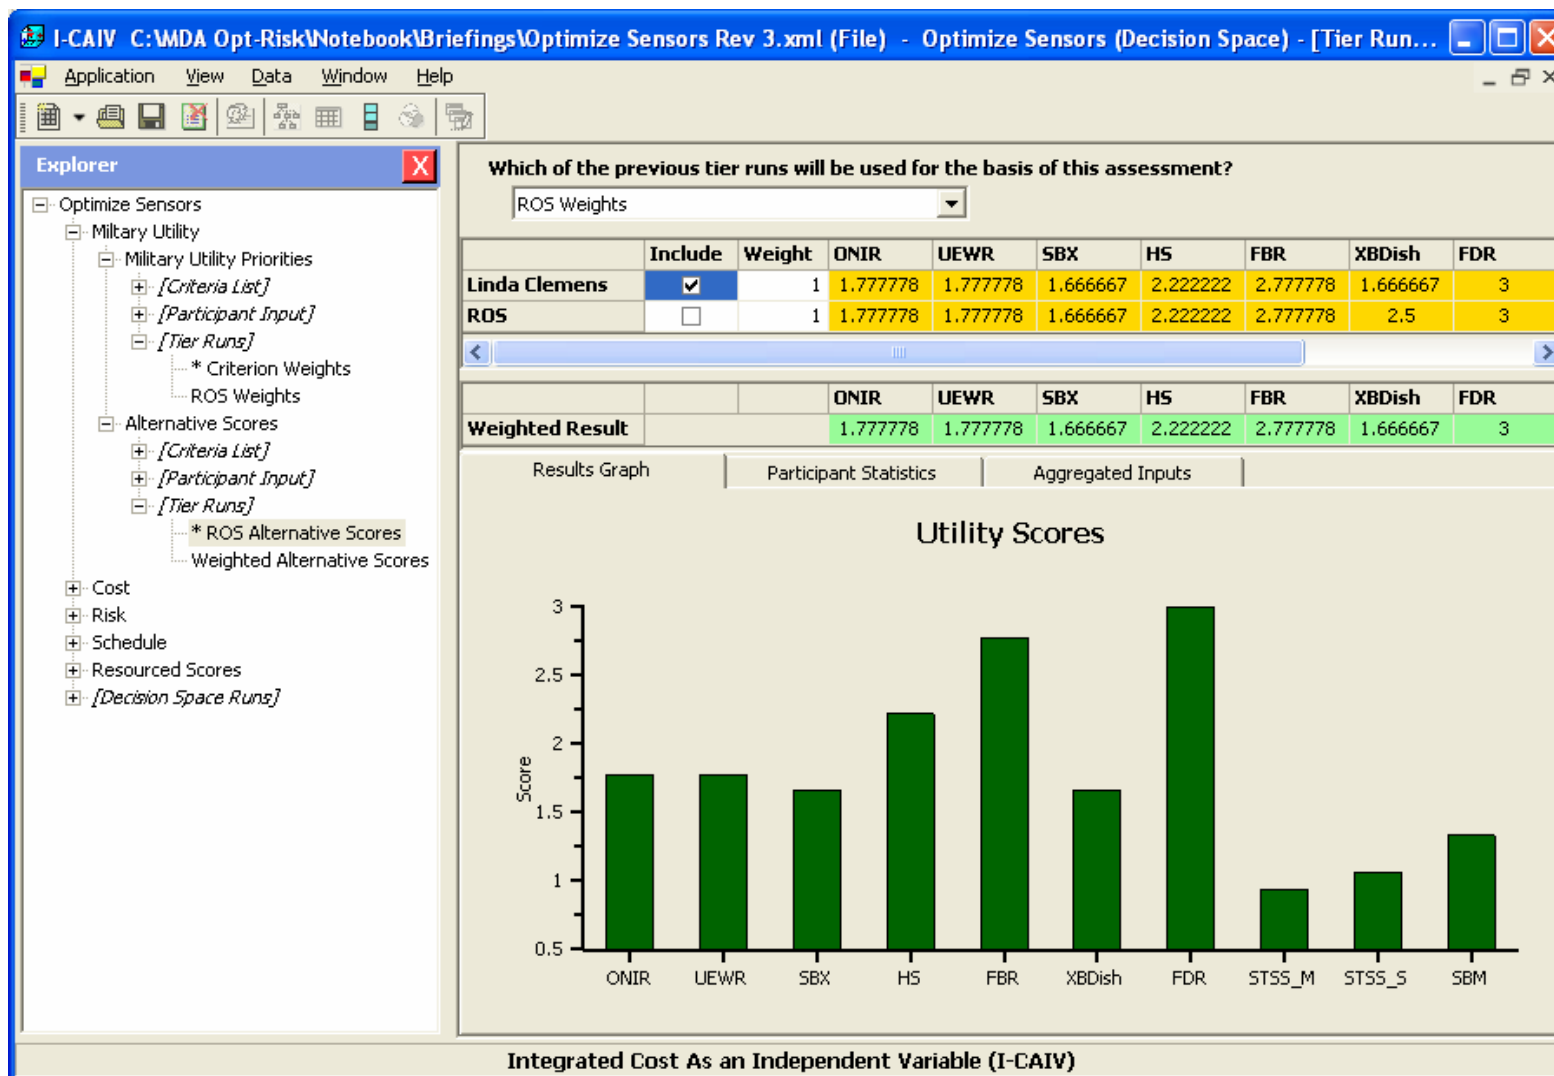 I-CAIV C:\MDA Opt-Risk\Notebook\Briefings\Optimize Sensors Rev 3.xml (File) - Optimize Sensors (Decision Space) - [Tier Run...
Application View Data Window Help
Explorer
Optimize Sensors
Miltary Utility
Military Utility Priorities
[Criteria List]
[Participant Input]
[Tier Runs]
* Criterion Weights
ROS Weights
Alternative Scores
[Criteria List]
[Participant Input]
[Tier Runs]
* ROS Alternative Scores
Weighted Alternative Scores
Cost
Risk
Schedule
Resourced Scores
[Decision Space Runs]
Which of the previous tier runs will be used for the basis of this assessment?
ROS Weights
Include Weight ONIR UEWR SBX HS FBR XBDish FDR
Linda Clemens 1 1.777778 1.777778 1.666667 2.222222 2.777778 1.666667 3
ROS 1 1.777778 1.777778 1.666667 2.222222 2.777778 2.5 3
ONIR UEWR SBX HS FBR XBDish FDR
Weighted Result 1.777778 1.777778 1.666667 2.222222 2.777778 1.666667 3
Results Graph Participant Statistics Aggregated Inputs
Utility Scores
3
2.5
2
1.5
1
0.5
Score
ONIR UEWR SBX HS FBR XBDish FDR STSS_M STSS_S SBM
Integrated Cost As an Independent Variable (I-CAIV)